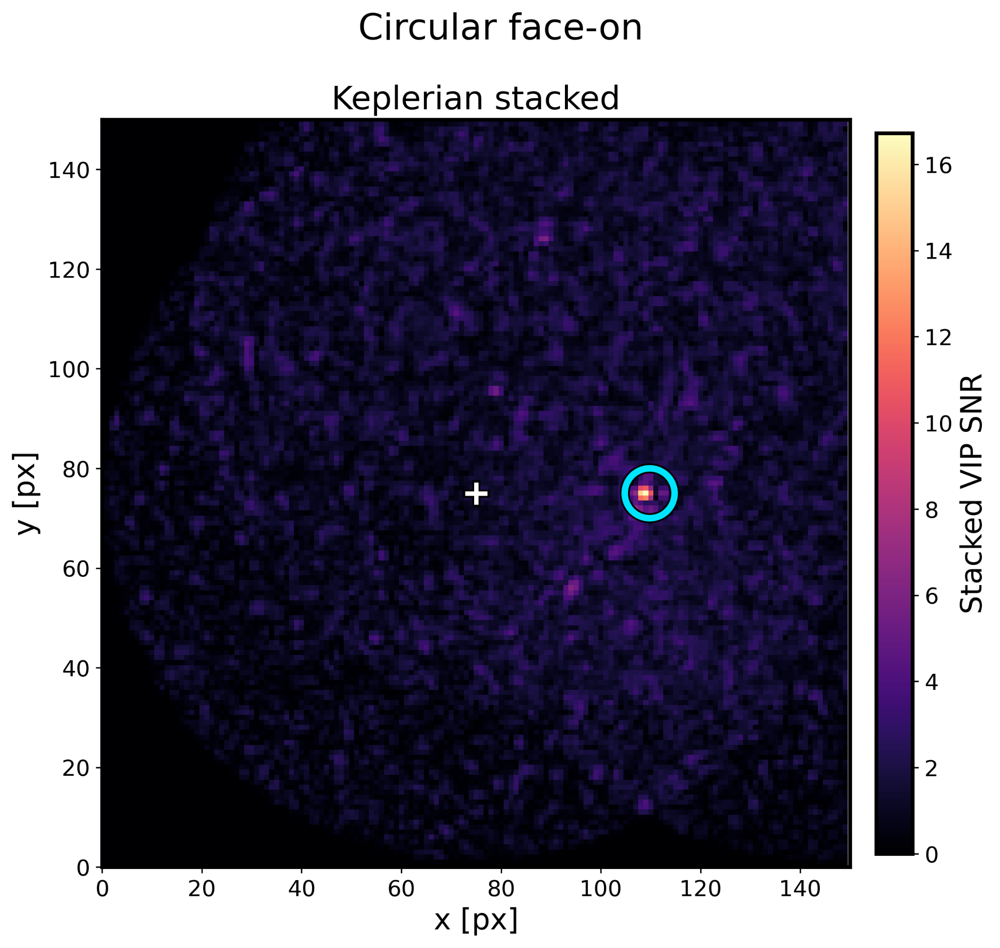 Circular face-on
Keplerian stacked
140
120
100
80
60
40
20
0
y [px]
0 20 40 60 80 100 120 140
x [px]
16
14
12
10
8
6
4
2
0
Stacked VIP SNR